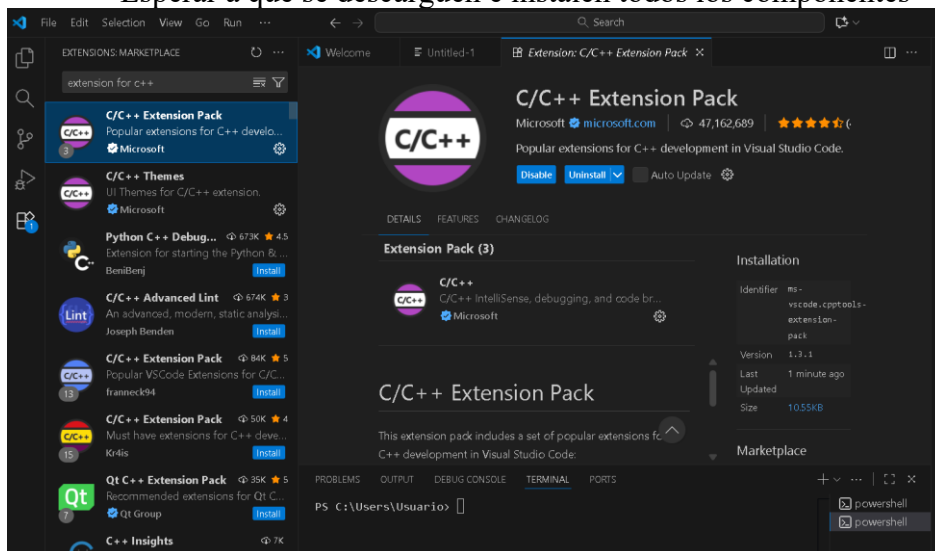 Esperar a que se descarguen e instalen todos los componentes
File Edit Selection View Go Run ··· Search
EXTENSIONS: MARKETPLACE
Welcome Untitled-1 Extension: C/C++ Extension Pack
extension for c++
C/C++ Extension Pack
Popular extensions for C++ develo...
Microsoft
3
C/C++ Themes
UI Themes for C/C++ extension.
Microsoft
Python C++ Debug... 673K ★ 4.5
Extension for starting the Python & ...
BeniBenj Install
C/C++ Advanced Lint 674K ★ 3
An advanced, modern, static analysi...
Joseph Benden Install
Lint
C/C++ Extension Pack 84K ★ 5
Popular VSCode Extensions for C/C...
franneck94 Install
13
C/C++ Extension Pack 50K ★ 4
Must have extensions for C++ deve...
Kr4is Install
15
Qt C++ Extension Pack 35K ★ 5
Recommended extensions for Qt C...
Qt Group Install
Qt
7
C++ Insights 7K
C/C++
C/C++ Extension Pack
Microsoft microsoft.com 47,162,689 ★★★★★(
Popular extensions for C++ development in Visual Studio Code.
Disable Uninstall Auto Update
DETAILS FEATURES CHANGELOG
Extension Pack (3)
C/C++
C/C++ IntelliSense, debugging, and code br...
Microsoft
C/C++ Extension Pack
This extension pack includes a set of popular extensions fo
C++ development in Visual Studio Code:
Installation
Identifier ms-
vscode.cpptools-
extension-
pack
Version 1.3.1
Last 1 minute ago
Updated
Size 10.55KB
Marketplace
PROBLEMS OUTPUT DEBUG CONSOLE TERMINAL PORTS
PS C:\Users\Usuario>
powershell
powershell